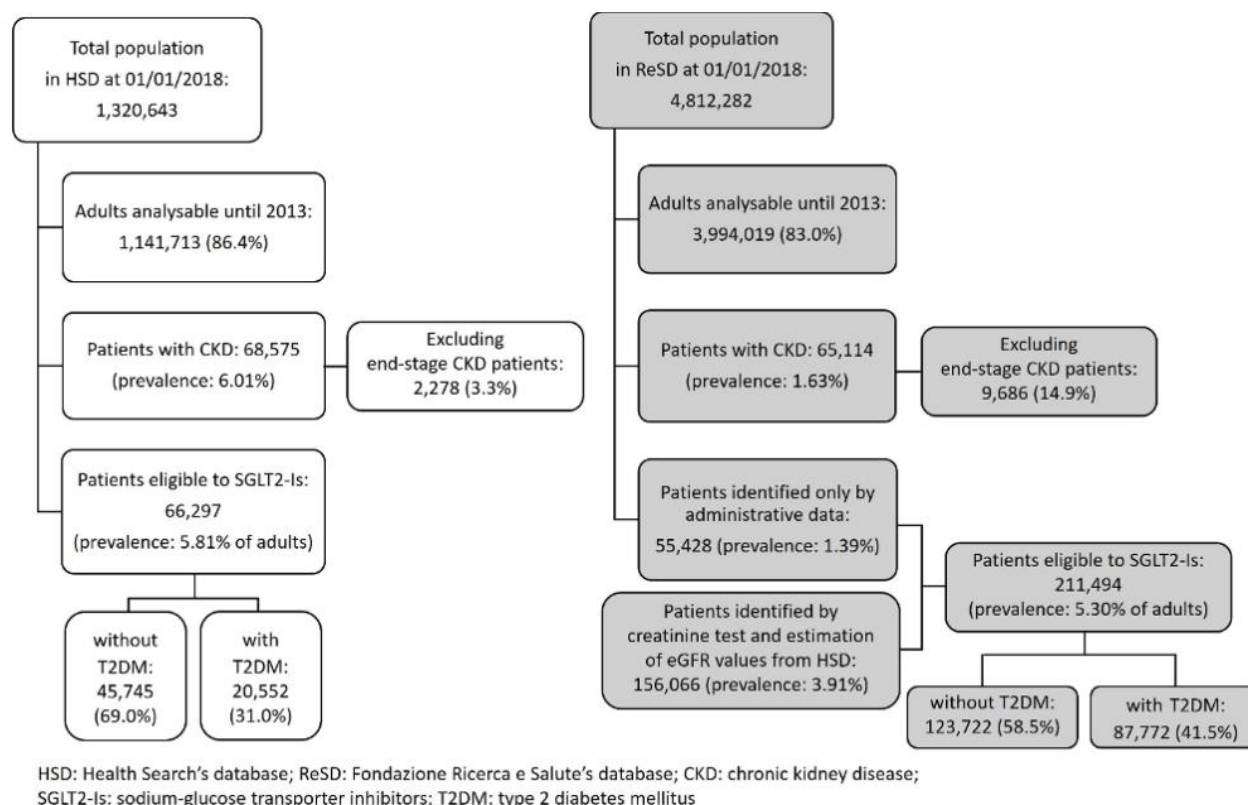 Total population
in HSD at 01/01/2018:
1,320,643
Adults analysable until 2013:
1,141,713 (86.4%)
Patients with CKD: 68,575
(prevalence: 6.01%)
Excluding
end-stage CKD patients:
2,278 (3.3%)
Patients eligible to SGLT2-Is:
66,297
(prevalence: 5.81% of adults)
without
T2DM:
45,745
(69.0%)
with
T2DM:
20,552
(31.0%)
Total population
in ReSD at 01/01/2018:
4,812,282
Adults analysable until 2013:
3,994,019 (83.0%)
Patients with CKD: 65,114
(prevalence: 1.63%)
Excluding
end-stage CKD patients:
9,686 (14.9%)
Patients identified only by
administrative data:
55,428 (prevalence: 1.39%)
Patients identified by
creatinine test and estimation
of eGFR values from HSD:
156,066 (prevalence: 3.91%)
Patients eligible to SGLT2-Is:
211,494
(prevalence: 5.30% of adults)
without T2DM:
123,722 (58.5%)
with T2DM:
87,772 (41.5%)
HSD: Health Search's database; ReSD: Fondazione Ricerca e Salute's database; CKD: chronic kidney disease;
SGLT2-Is: sodium-glucose transporter inhibitors; T2DM: type 2 diabetes mellitus